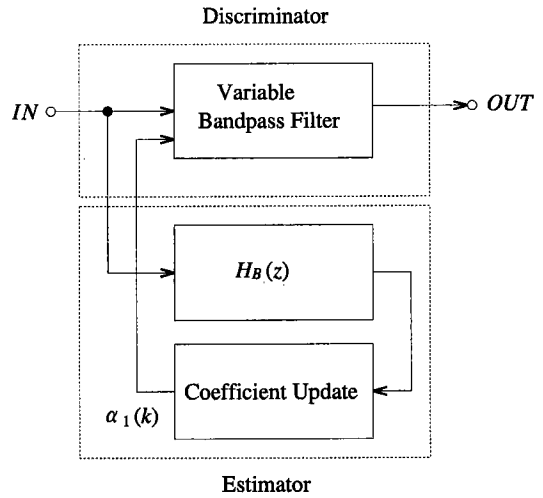 Discriminator
IN
Variable
Bandpass Filter
OUT
H_B(z)
Coefficient Update
α_1(k)
Estimator